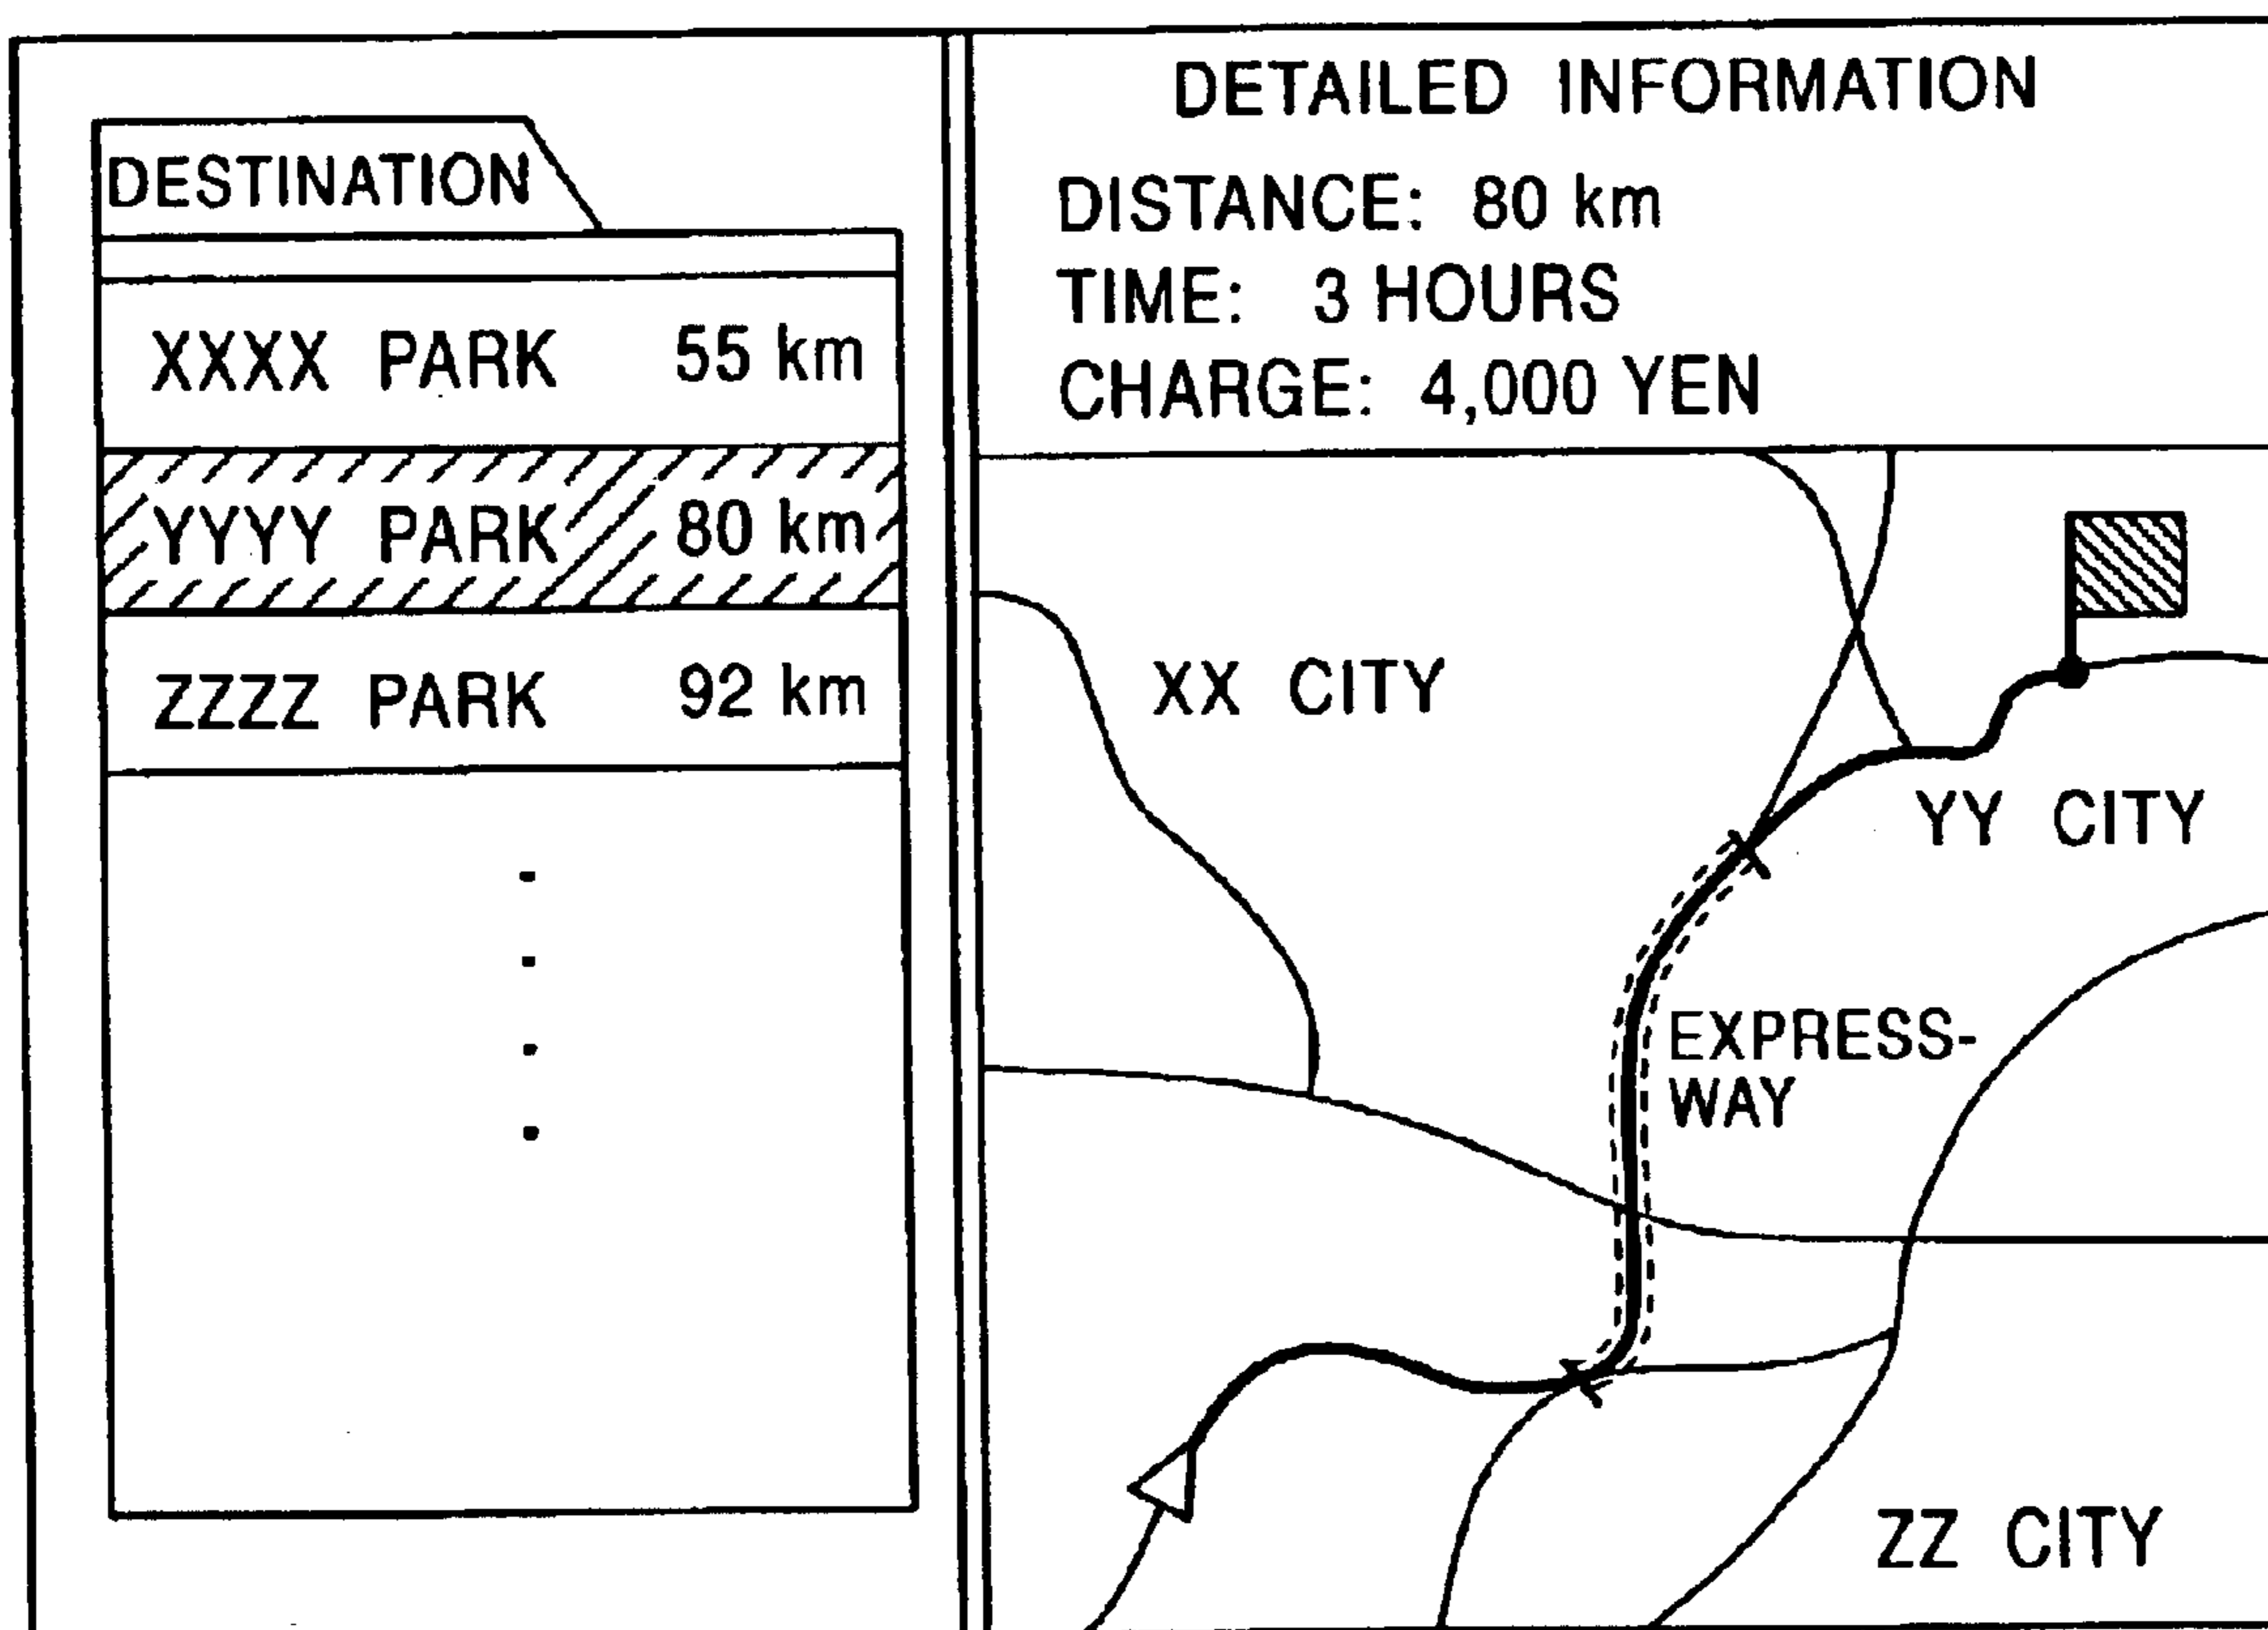 DESTINATION
XXXX PARK 55 km
YYYY PARK 80 km
ZZZZ PARK 92 km
DETAILED INFORMATION
DISTANCE: 80 km
TIME: 3 HOURS
CHARGE: 4,000 YEN
XX CITY
YY CITY
EXPRESS-
WAY
ZZ CITY